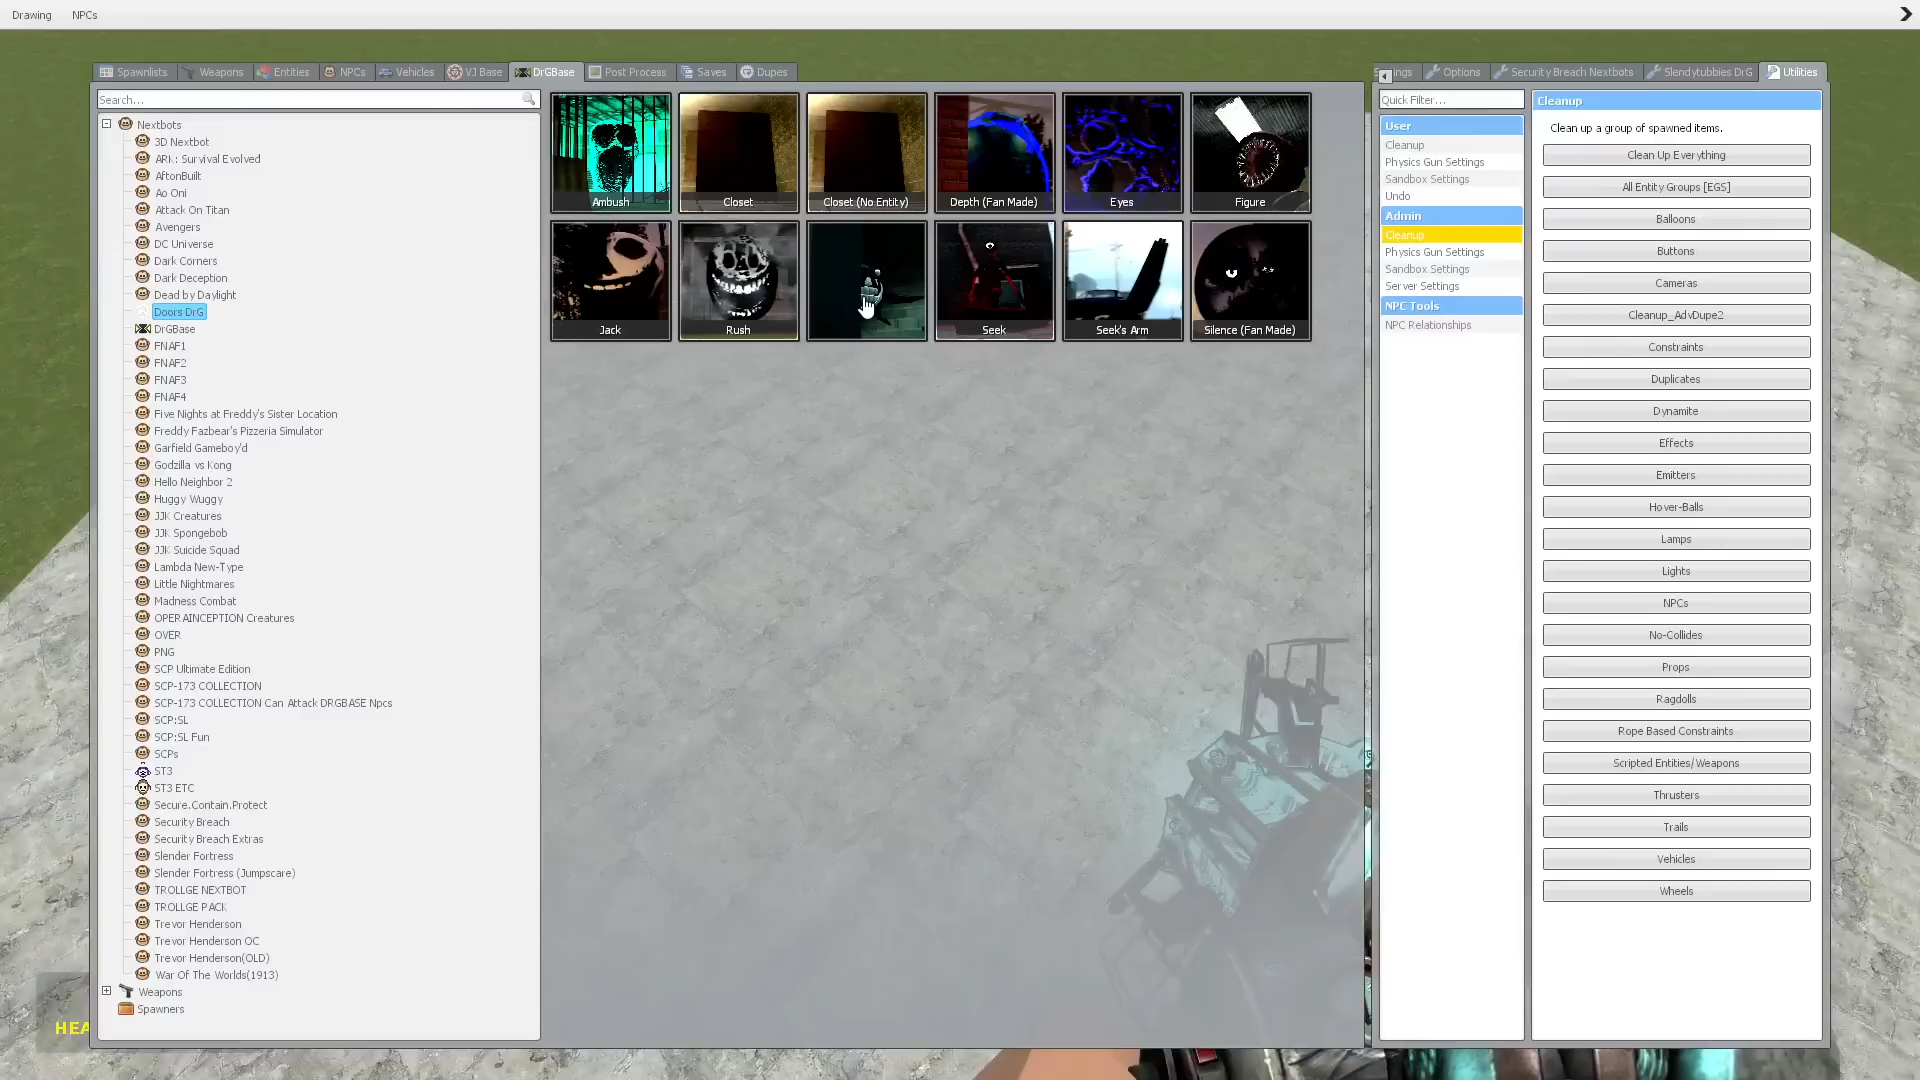 Drawing NPCs
Spawnlists Weapons Entities NPCs Vehicles VJ Base DrGBase Post Process Saves Dupes
Options Security Breach Nextbots Slendytubbies DrG Utilities
Search...
Nextbots
3D Nextbot
ARK: Survival Evolved
AftonBuilt
Ao Oni
Attack On Titan
Avengers
DC Universe
Dark Corners
Dark Deception
Dead by Daylight
Doors DrG
DrGBase
FNAF1
FNAF2
FNAF3
FNAF4
Five Nights at Freddy's Sister Location
Freddy Fazbear's Pizzeria Simulator
Garfield Gameboy'd
Godzilla vs Kong
Hello Neighbor 2
Huggy Wuggy
JJK Creatures
JJK Spongebob
JJK Suicide Squad
Lambda New-Type
Little Nightmares
Madness Combat
OPERAINCEPTION Creatures
OVER
PNG
SCP Ultimate Edition
SCP-173 COLLECTION
SCP-173 COLLECTION Can Attack DRGBASE Npcs
SCP:SL
SCP:SL Fun
SCPs
ST3
ST3 ETC
Secure.Contain.Protect
Security Breach
Security Breach Extras
Slender Fortress
Slender Fortress (Jumpscare)
TROLLGE NEXTBOT
TROLLGE PACK
Trevor Henderson
Trevor Henderson OC
Trevor Henderson(OLD)
War Of The Worlds(1913)
Weapons
Spawners
HEA
Ambush Closet Closet (No Entity) Depth (Fan Made) Eyes Figure
Jack Rush Seek Seek's Arm Silence (Fan Made)
Quick Filter...
User
Cleanup
Physics Gun Settings
Sandbox Settings
Undo
Admin
Cleanup
Physics Gun Settings
Sandbox Settings
Server Settings
NPC Tools
NPC Relationships
Cleanup
Clean up a group of spawned items.
Clean Up Everything
All Entity Groups [EGS]
Balloons
Buttons
Cameras
Cleanup_AdvDupe2
Constraints
Duplicates
Dynamite
Effects
Emitters
Hover-Balls
Lamps
Lights
NPCs
No-Collides
Props
Ragdolls
Rope Based Constraints
Scripted Entities/Weapons
Thrusters
Trails
Vehicles
Wheels